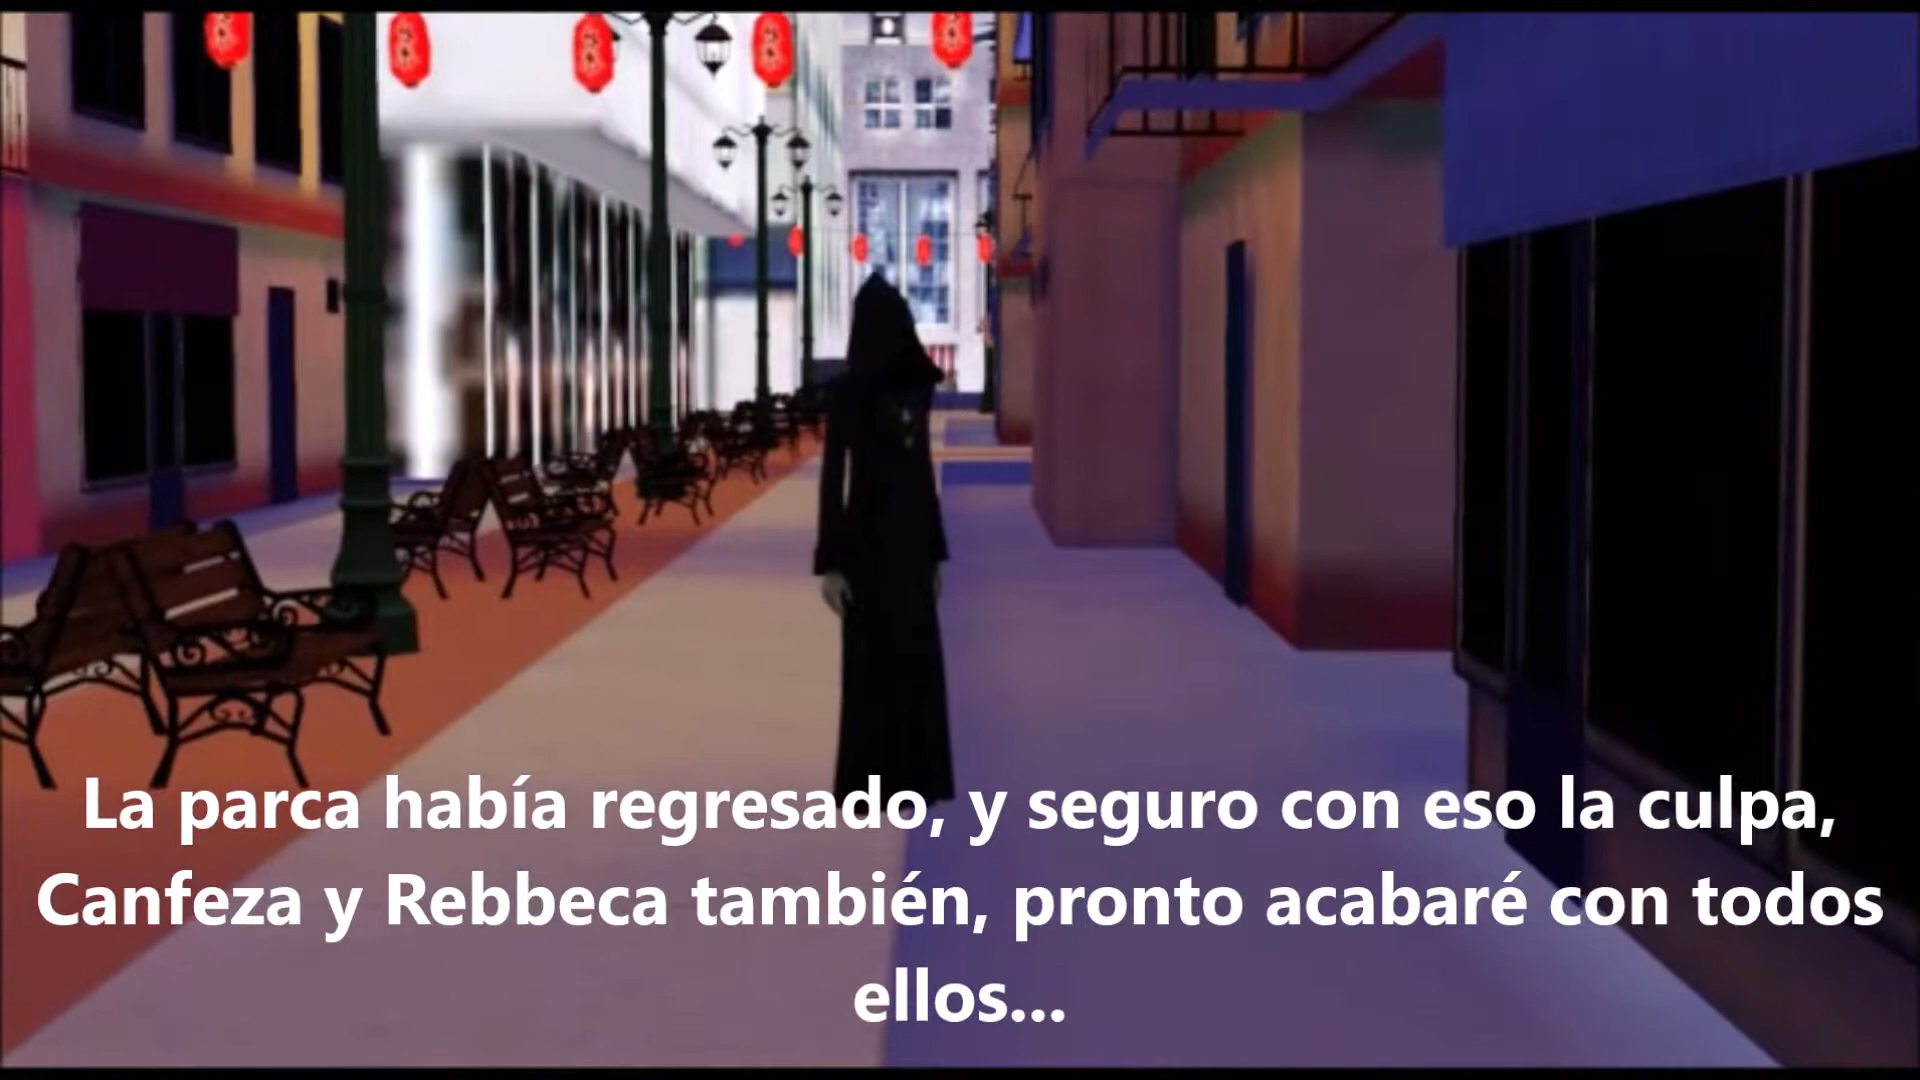 La parca había regresado, y seguro con eso la culpa,
Canfeza y Rebbeca también, pronto acabaré con todos
ellos...